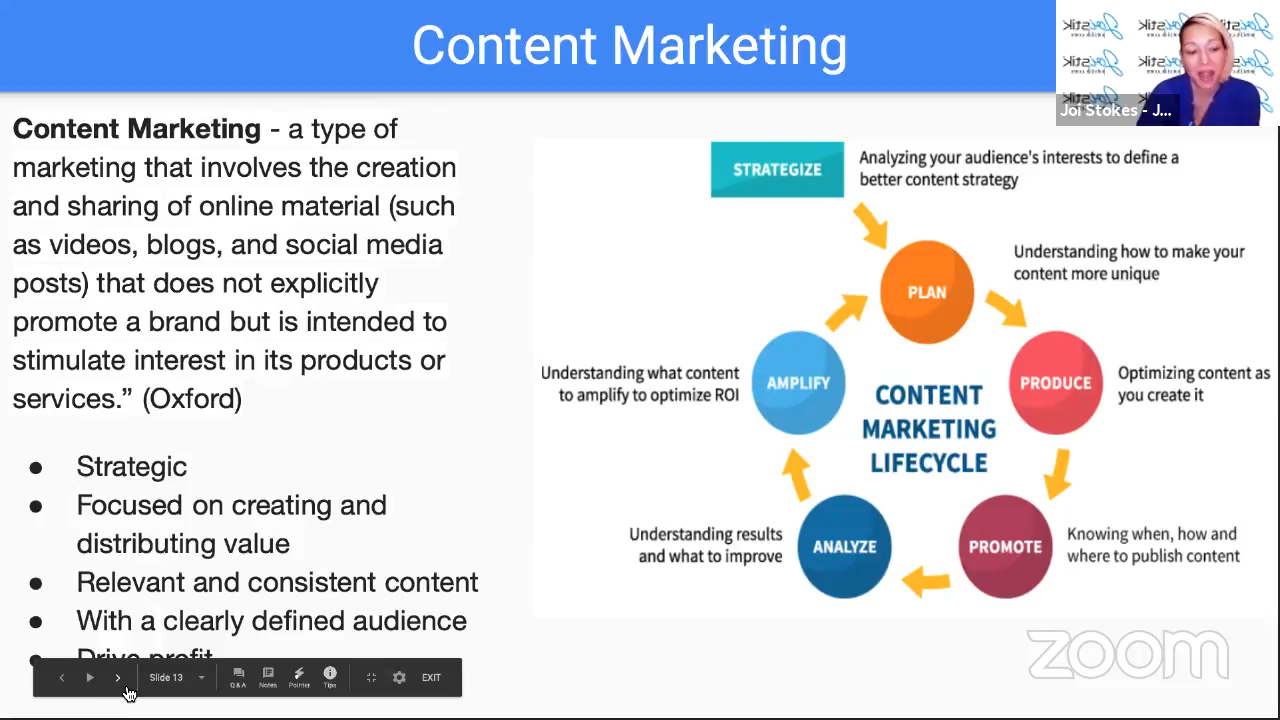 Content Marketing
Joi Stokes - J...
Content Marketing - a type of
marketing that involves the creation
and sharing of online material (such
as videos, blogs, and social media
posts) that does not explicitly
promote a brand but is intended to
stimulate interest in its products or
services.” (Oxford)
● Strategic
● Focused on creating and
distributing value
● Relevant and consistent content
● With a clearly defined audience
● Drive profit
STRATEGIZE
Analyzing your audience's interests to define a
better content strategy
PLAN
Understanding how to make your
content more unique
PRODUCE
Optimizing content as
you create it
PROMOTE
Knowing when, how and
where to publish content
ANALYZE
Understanding results
and what to improve
AMPLIFY
Understanding what content
to amplify to optimize ROI
CONTENT
MARKETING
LIFECYCLE
Slide 13
Q & A
Notes
Pointer
Tips
EXIT
zoom